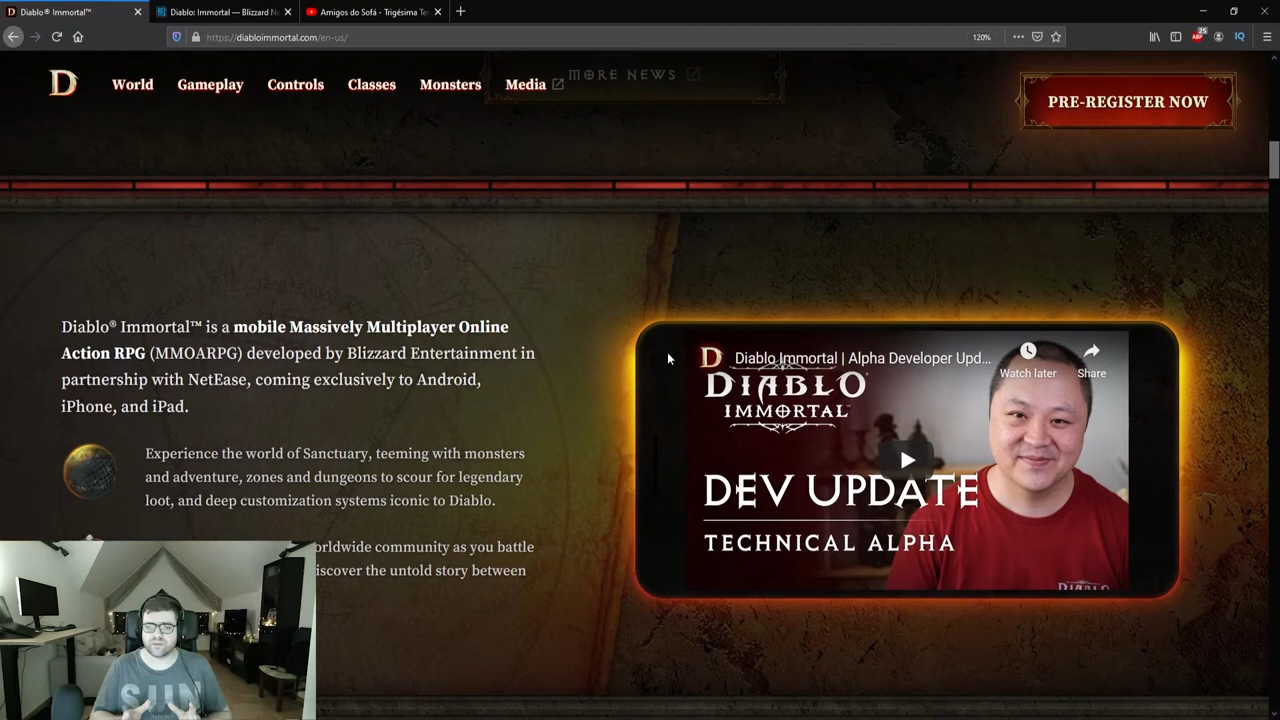 Diablo® Immortal™
Diablo: Immortal — Blizzard Ne
Amigos do Sofá - Trigésima Te
https://diabloimmortal.com/en-us/
120%
25
IQ
D
World
Gameplay
Controls
Classes
Monsters
Media
MORE NEWS
PRE-REGISTER NOW
Diablo® Immortal™ is a mobile Massively Multiplayer Online
Action RPG (MMOARPG) developed by Blizzard Entertainment in
partnership with NetEase, coming exclusively to Android,
iPhone, and iPad.
Experience the world of Sanctuary, teeming with monsters
and adventure, zones and dungeons to scour for legendary
loot, and deep customization systems iconic to Diablo.
orldwide community as you battle
iscover the untold story between
D
Diablo Immortal | Alpha Developer Upd...
Watch later
Share
DIABLO
IMMORTAL
DEV UPDATE
TECHNICAL ALPHA
DIABLO
SUN